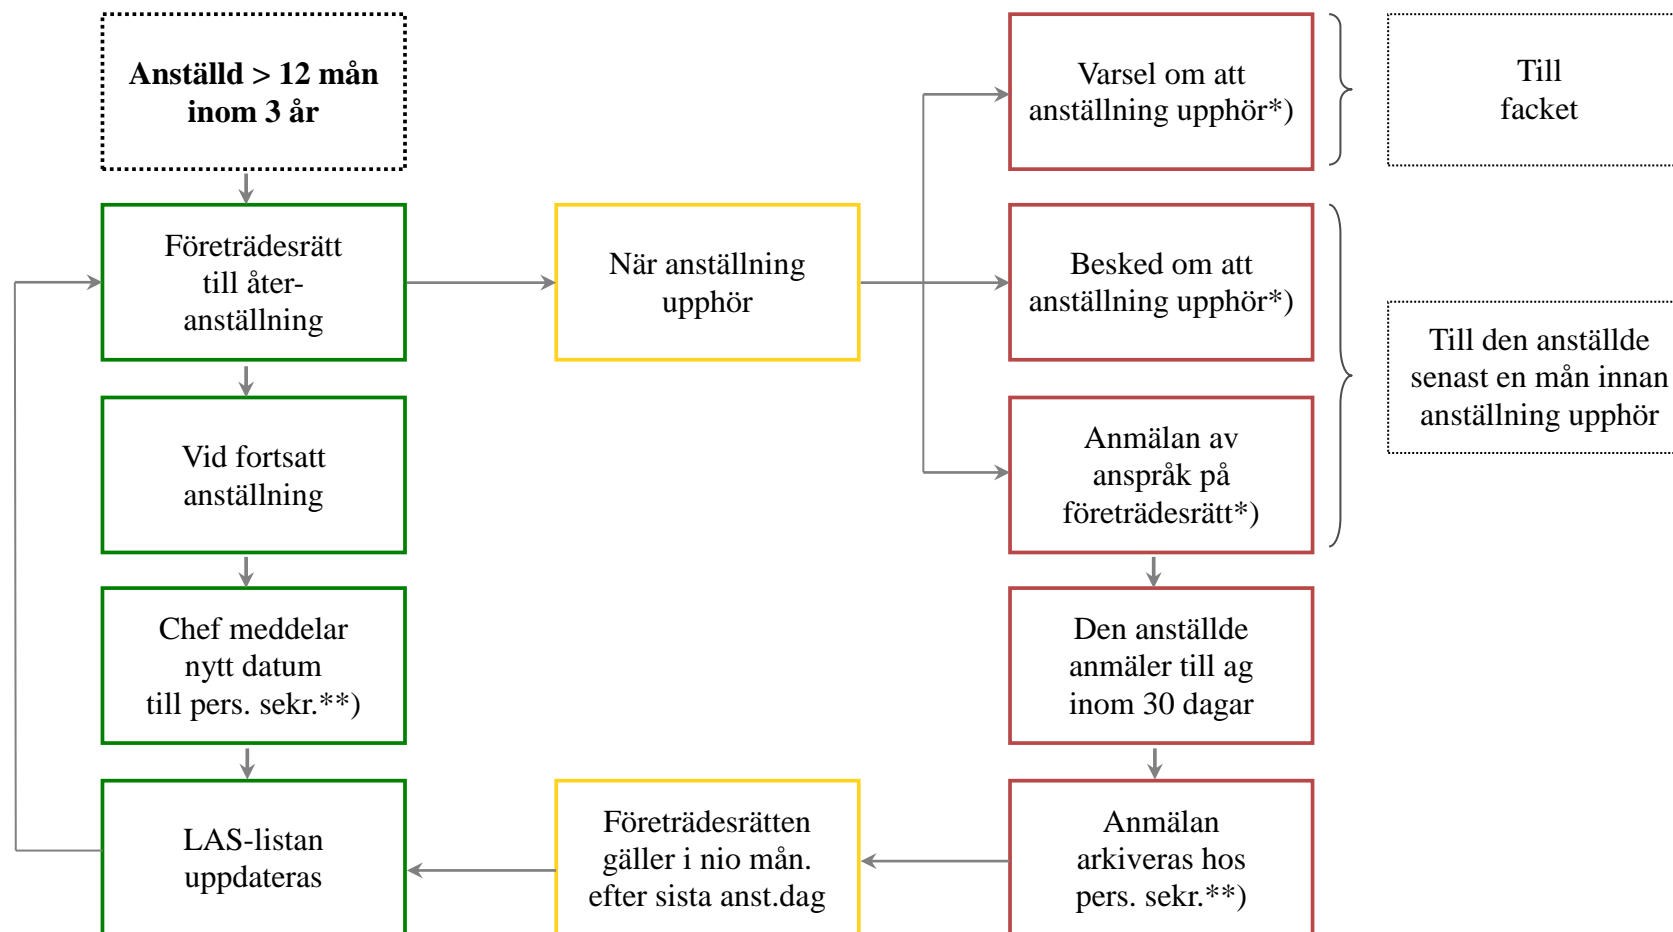 Anställd > 12 mån
inom 3 år
Varsel om att
anställning upphör*)
Till
facket
Företrädesrätt
till åter-
anställning
När anställning
upphör
Besked om att
anställning upphör*)
Till den anställde
senast en mån innan
anställning upphör
Vid fortsatt
anställning
Anmälan av
anspråk på
företrädesrätt*)
Chef meddelar
nytt datum
till pers. sekr.**)
Den anställde
anmäler till ag
inom 30 dagar
LAS-listan
uppdateras
Företrädesrätten
gäller i nio mån.
efter sista anst.dag
Anmälan
arkiveras hos
pers. sekr.**)